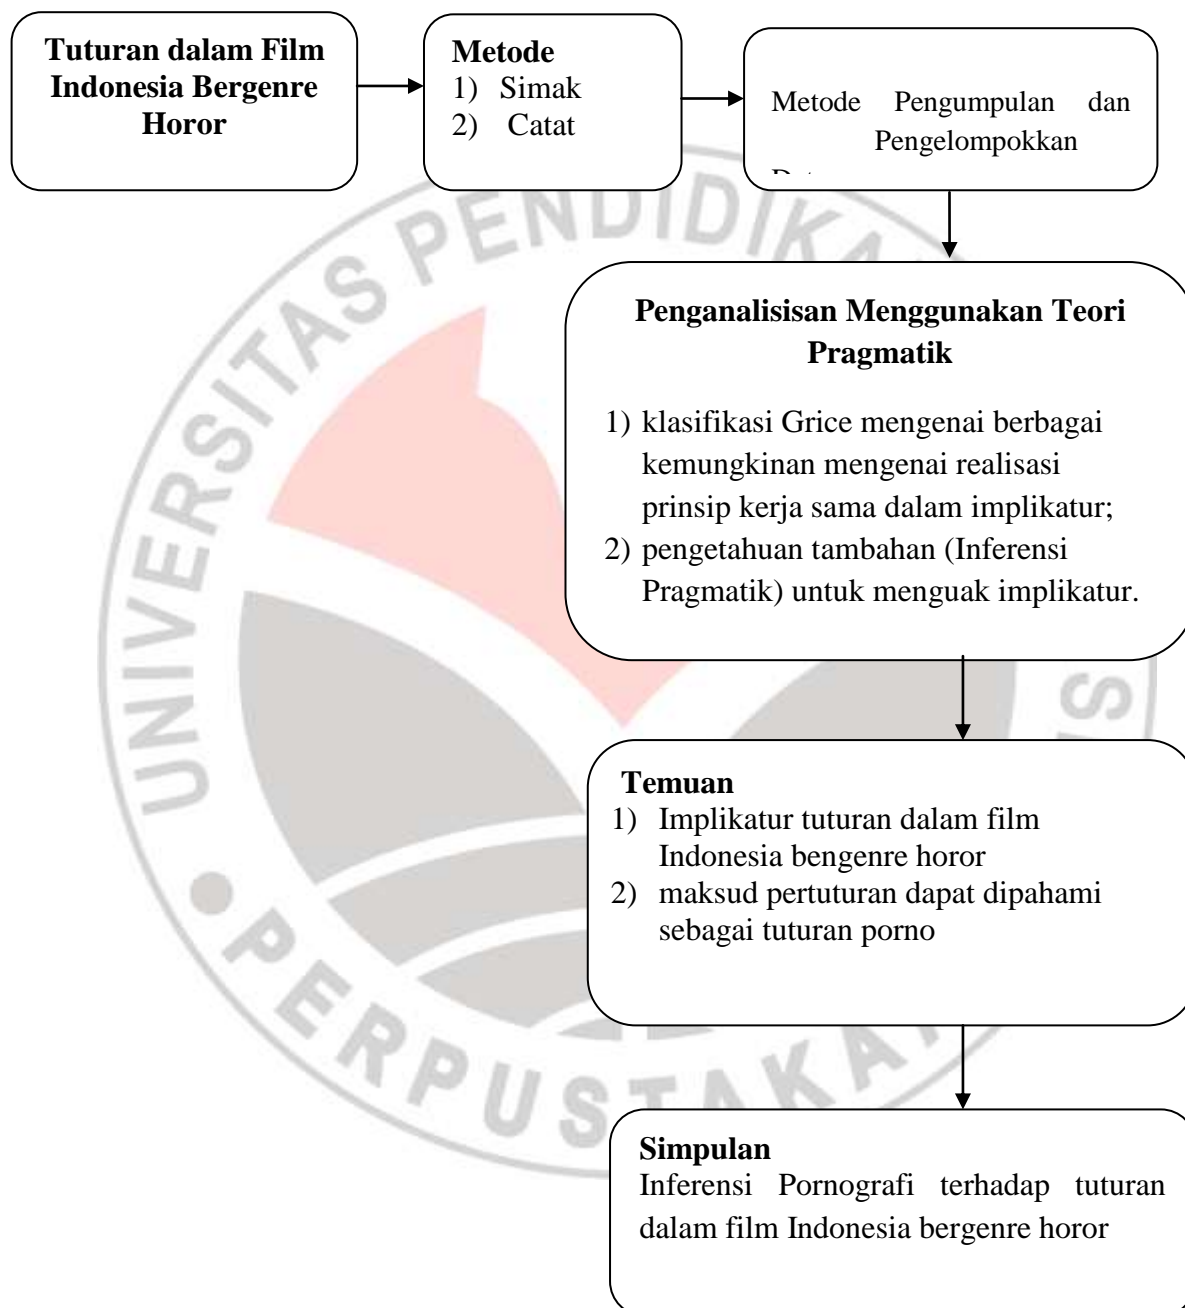 Tuturan dalam Film
Indonesia Bergenre
Horor
Metode
1) Simak
2) Catat
Metode Pengumpulan dan
Pengelompokkan
Penganalisisan Menggunakan Teori
Pragmatik
1) klasifikasi Grice mengenai berbagai
kemungkinan mengenai realisasi
prinsip kerja sama dalam implikatur;
2) pengetahuan tambahan (Inferensi
Pragmatik) untuk menguak implikatur.
Temuan
1) Implikatur tuturan dalam film
Indonesia bengenre horor
2) maksud pertuturan dapat dipahami
sebagai tuturan porno
Simpulan
Inferensi Pornografi terhadap tuturan
dalam film Indonesia bergenre horor
UNIVERSITAS
PERPUSTAKAAN